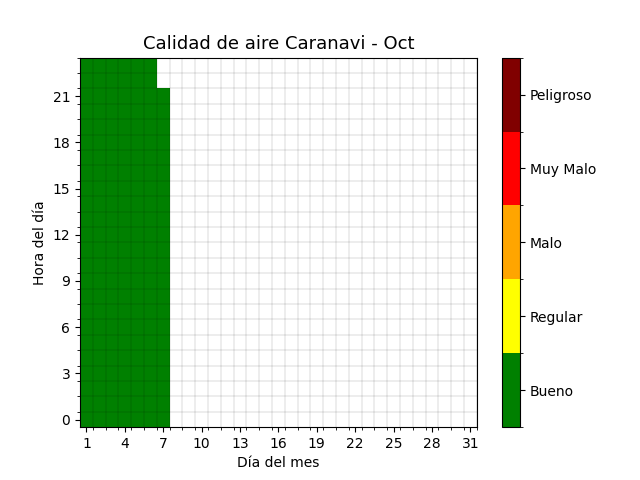 Calidad de aire Caranavi - Oct
Hora del día
21
18
15
12
9
6
3
0
1 4 7 10 13 16 19 22 25 28 31
Día del mes
Peligroso
Muy Malo
Malo
Regular
Bueno